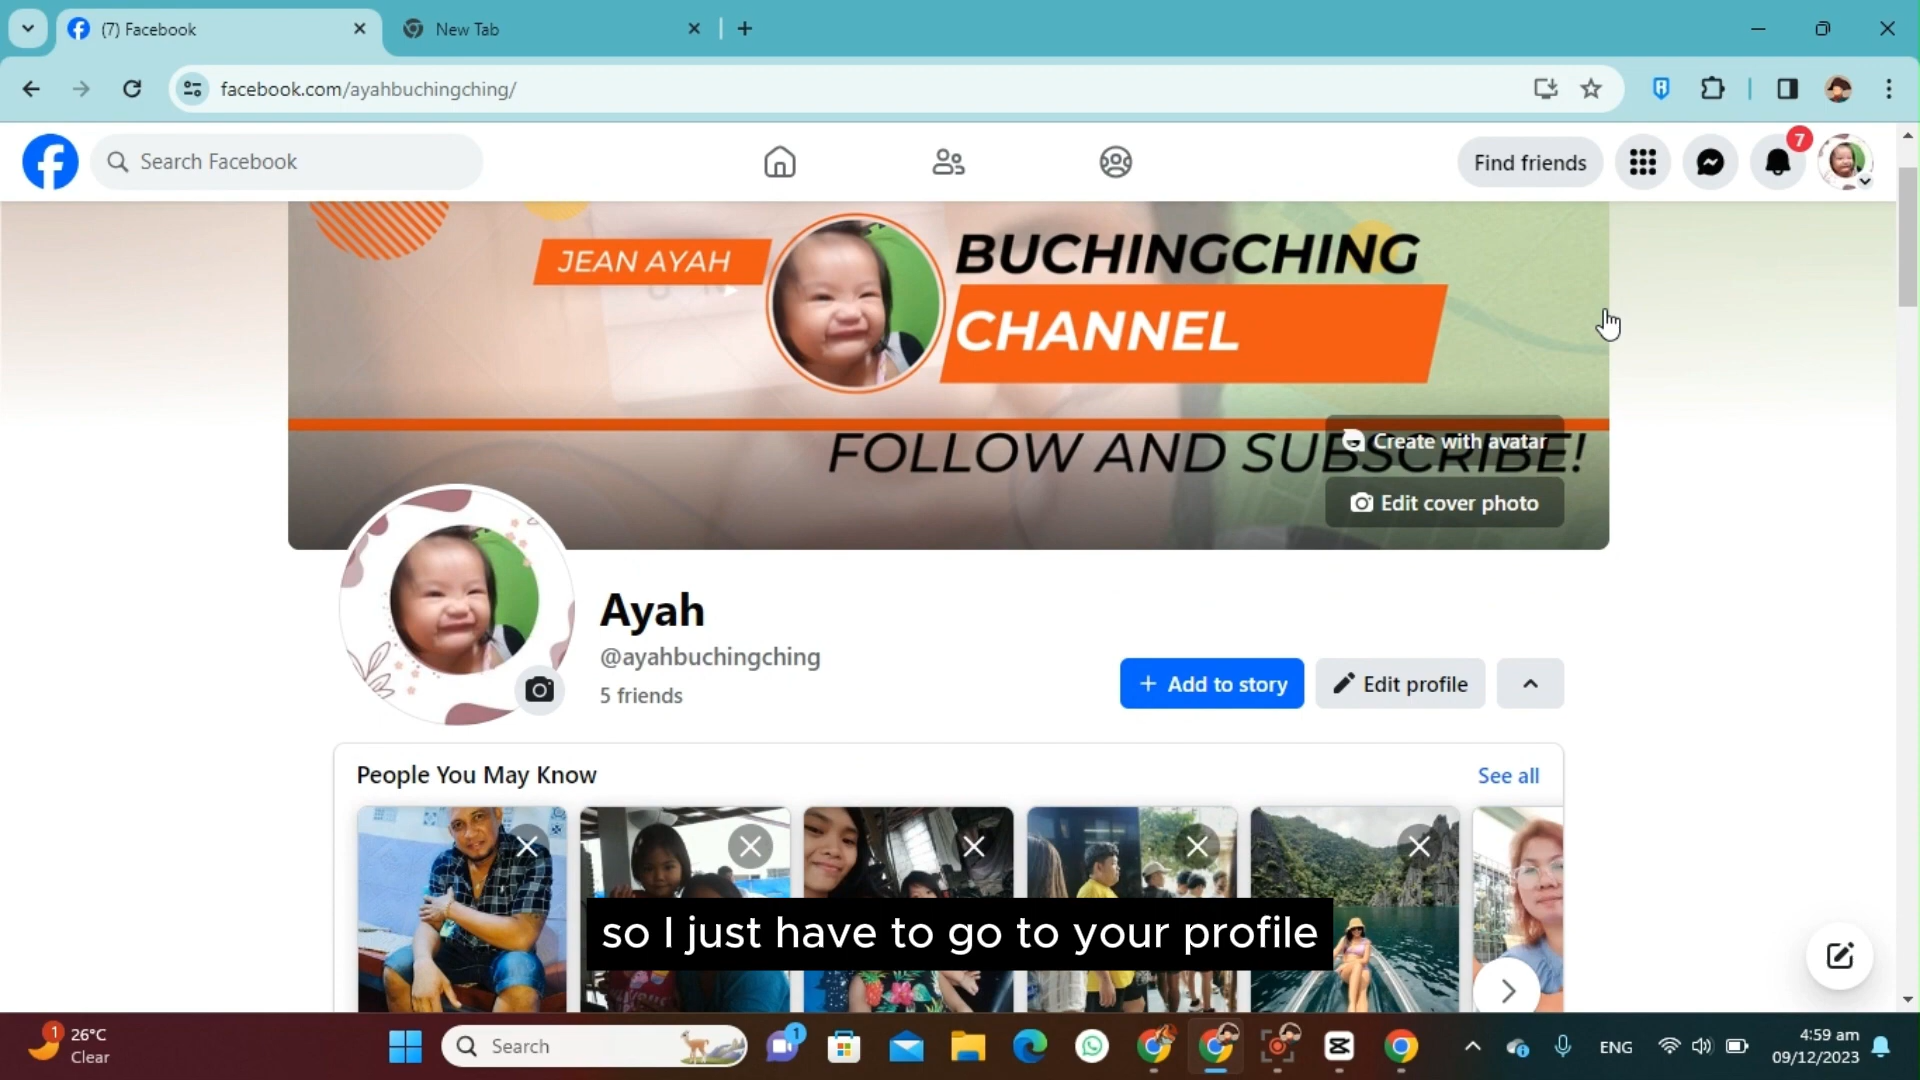 (7) Facebook
New Tab
facebook.com/ayahbuchingching/
Search Facebook
Find friends
7
JEAN AYAH
BUCHINGCHING
CHANNEL
FOLLOW AND SUBSCRIBE!
Create with avatar
Edit cover photo
Ayah
@ayahbuchingching
5 friends
+ Add to story
Edit profile
People You May Know
See all
so I just have to go to your profile
1
26°C
Clear
Search
1
ENG
4:59 am
09/12/2023